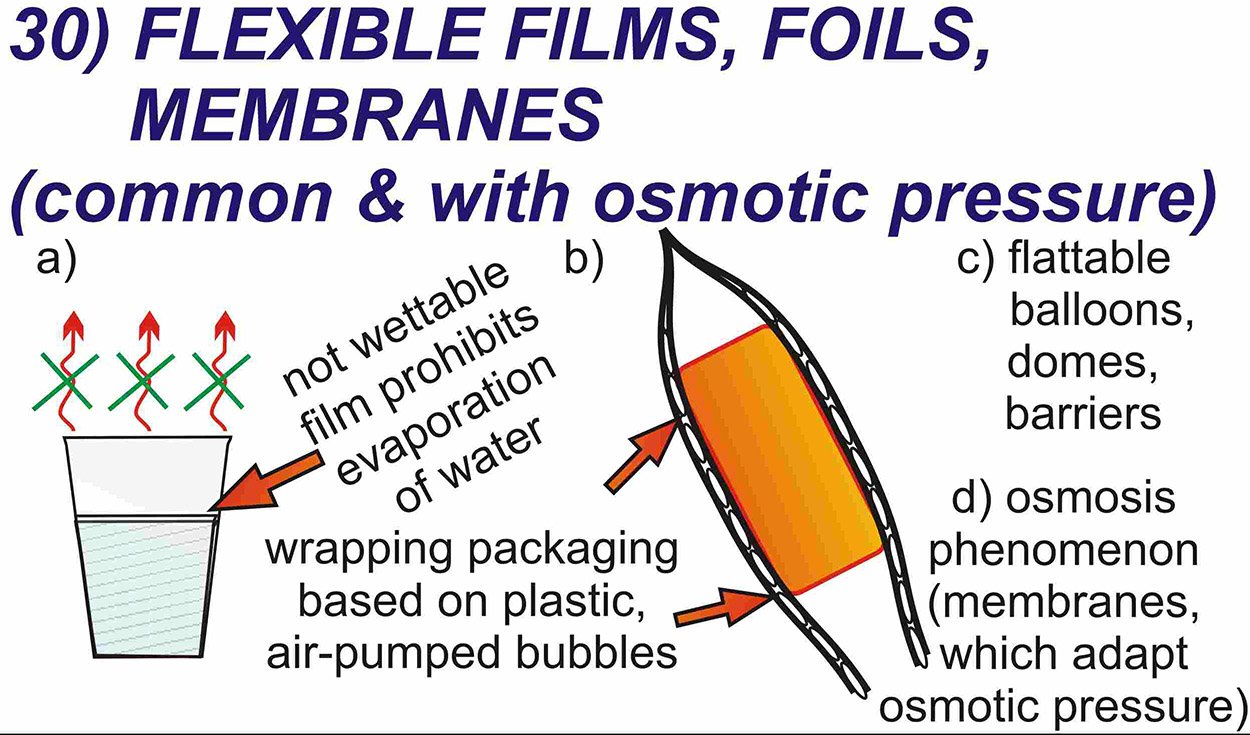 30) FLEXIBLE FILMS, FOILS,
MEMBRANES
(common & with osmotic pressure)
a)
not wettable
film prohibits
evaporation
of water
b)
wrapping packaging
based on plastic,
air-pumped bubbles
c) flattable
balloons,
domes,
barriers
d) osmosis
phenomenon
(membranes,
which adapt
osmotic pressure)